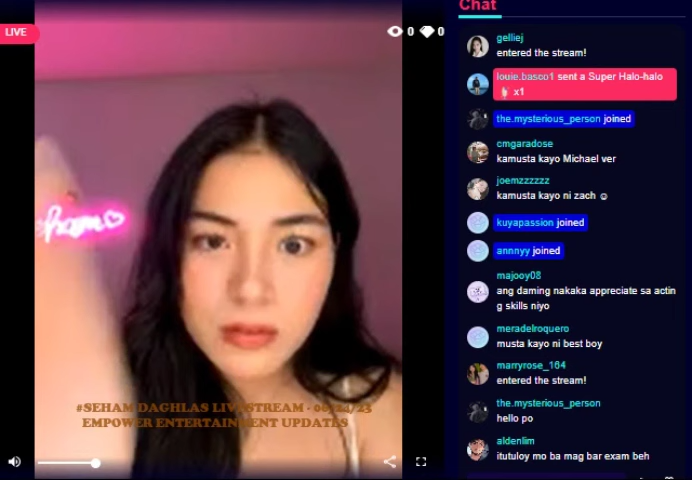 Chat
LIVE
0 0
gelliej
entered the stream!
louie.basco1 sent a Super Halo-halo
x1
the.mysterious_person joined
cmgaradose
kamusta kayo Michael ver
joemzzzzzz
kamusta kayo ni zach ☺
kuyapassion joined
annnyy joined
majooy08
ang daming nakaka appreciate sa actin
g skills niyo
meradelroquero
musta kayo ni best boy
marryrose_164
entered the stream!
the.mysterious_person
hello po
aldenlim
itutuloy mo ba mag bar exam beh
#SEHAM DAGHLAS LIVESTREAM
EMPOWER ENTERTAINMENT UPDATES